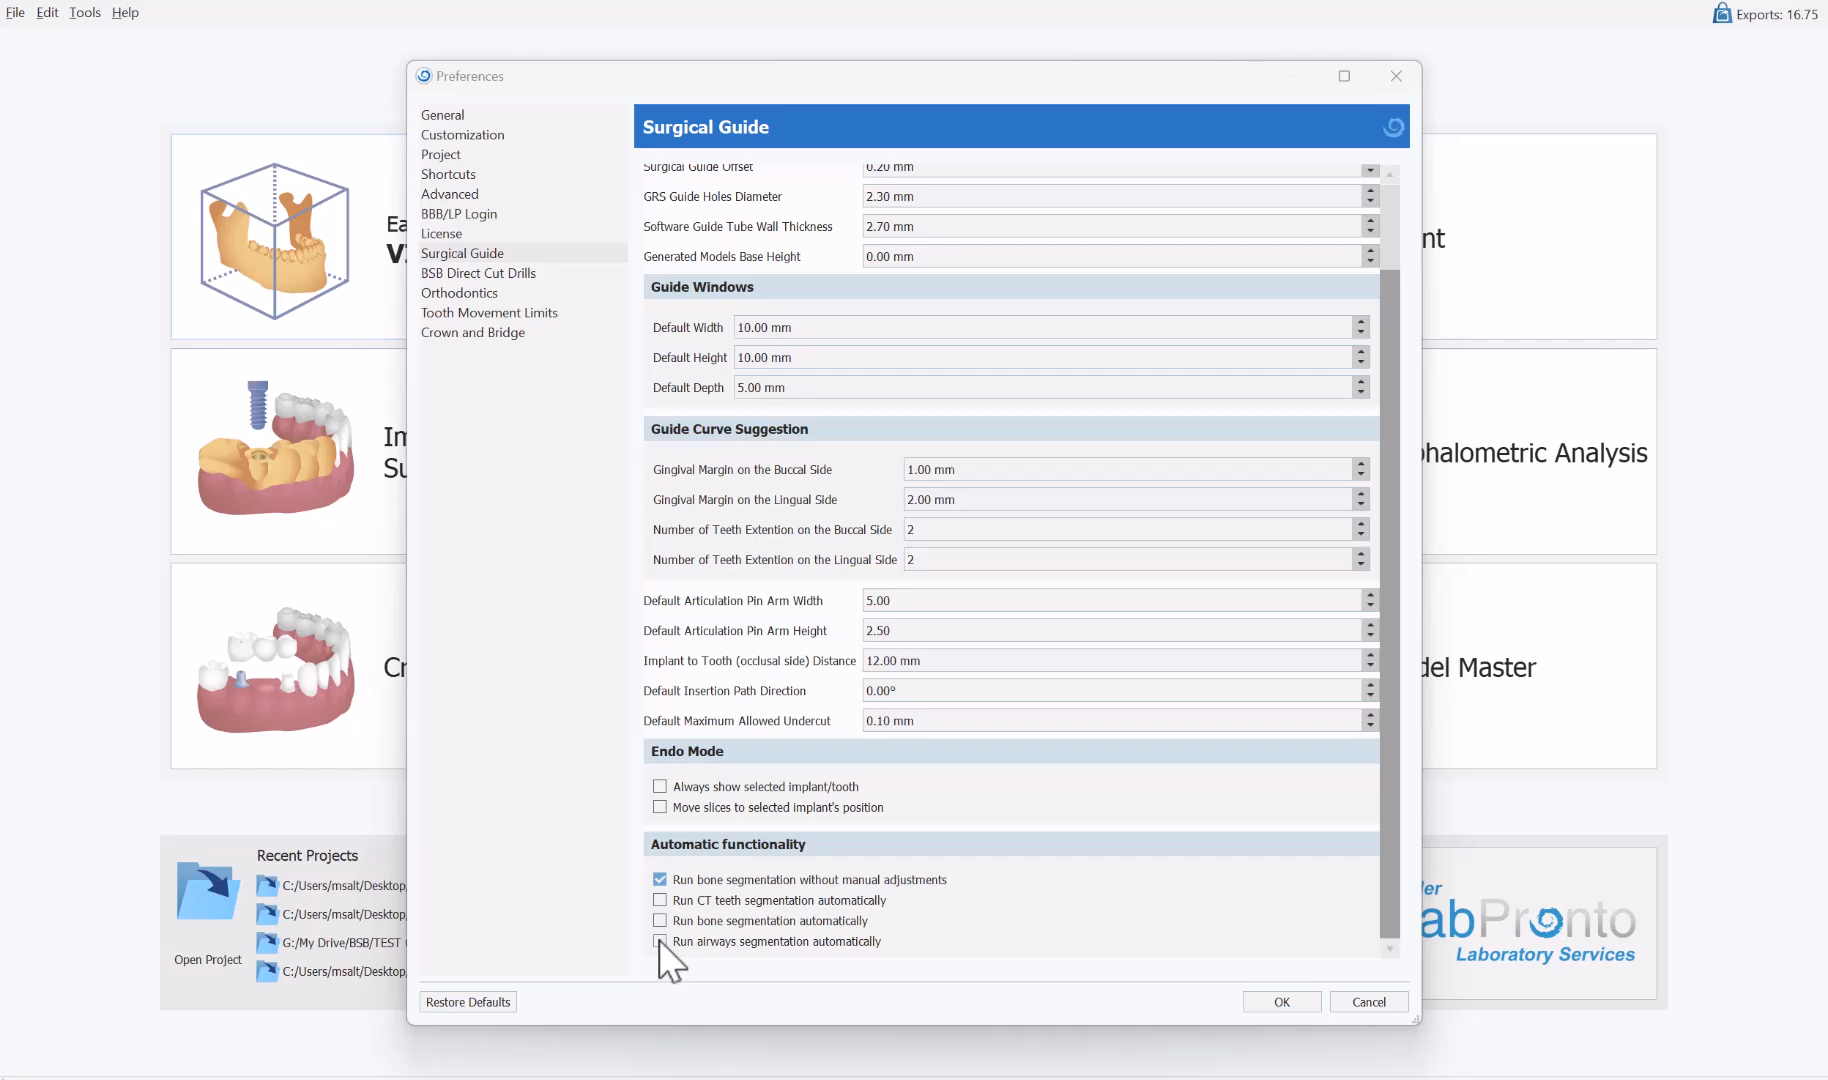 File Edit Tools Help
Exports: 16.75
Preferences
General
Customization
Project
Shortcuts
Advanced
BBB/LP Login
License
Surgical Guide
BSB Direct Cut Drills
Orthodontics
Tooth Movement Limits
Crown and Bridge
Surgical Guide
Surgical Guide Offset 0.20 mm
GRS Guide Holes Diameter 2.30 mm
Software Guide Tube Wall Thickness 2.70 mm
Generated Models Base Height 0.00 mm
Guide Windows
Default Width 10.00 mm
Default Height 10.00 mm
Default Depth 5.00 mm
Guide Curve Suggestion
Gingival Margin on the Buccal Side 1.00 mm
Gingival Margin on the Lingual Side 2.00 mm
Number of Teeth Extention on the Buccal Side 2
Number of Teeth Extention on the Lingual Side 2
Default Articulation Pin Arm Width 5.00
Default Articulation Pin Arm Height 2.50
Implant to Tooth (occlusal side) Distance 12.00 mm
Default Insertion Path Direction 0.00°
Default Maximum Allowed Undercut 0.10 mm
Endo Mode
Always show selected implant/tooth
Move slices to selected implant's position
Automatic functionality
Run bone segmentation without manual adjustments
Run CT teeth segmentation automatically
Run bone segmentation automatically
Run airways segmentation automatically
Restore Defaults OK Cancel
Recent Projects
C:/Users/msalt/Desktop,
C:/Users/msalt/Desktop,
G:/My Drive/BSB/TEST
C:/Users/msalt/Desktop,
Open Project
nt
phalometric Analysis
del Master
er
abPronto
Laboratory Services